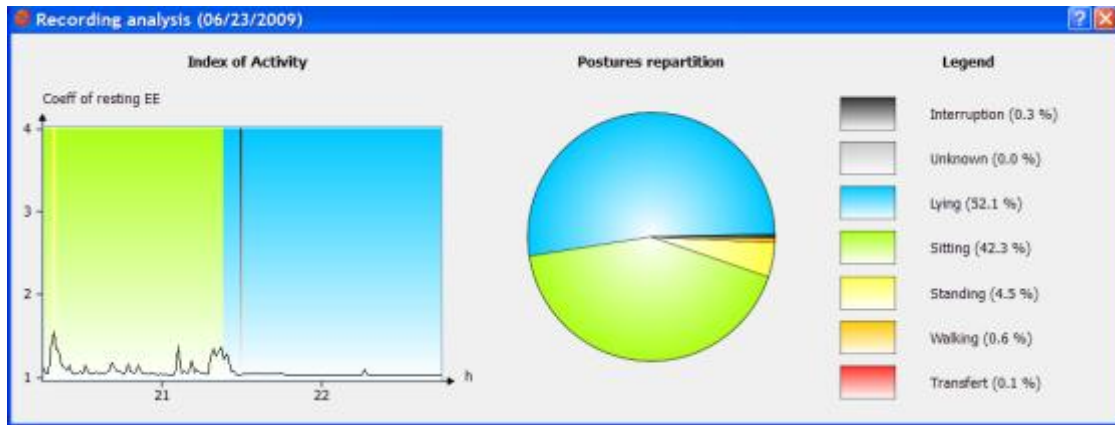 Recording analysis (06/23/2009)
Index of Activity
Postures repartition
Legend
Coeff of resting EE
4
3
2
1
21
22
h
Interruption (0.3 %)
Unknown (0.0 %)
Lying (52.1 %)
Sitting (42.3 %)
Standing (4.5 %)
Walking (0.6 %)
Transfert (0.1 %)